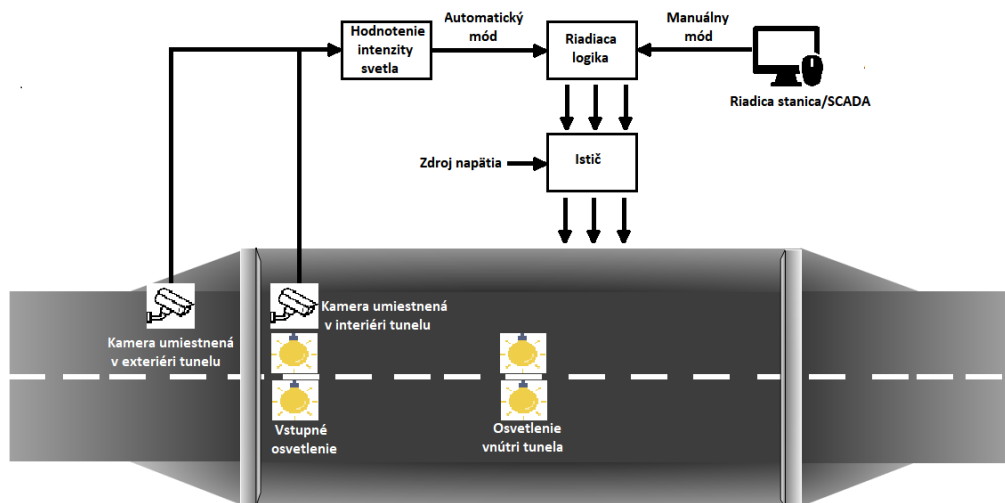 Hodnotenie
intenzity
svetla
Automatický
mód
Riadiaca
logika
Manuálny
mód
Riadica stanica/SCADA
Zdroj napätia
Istič
Kamera umiestnená
v exteriéri tunelu
Kamera umiestnená
v interiéri tunelu
Vstupné
osvetlenie
Osvetlenie
vnútri tunela